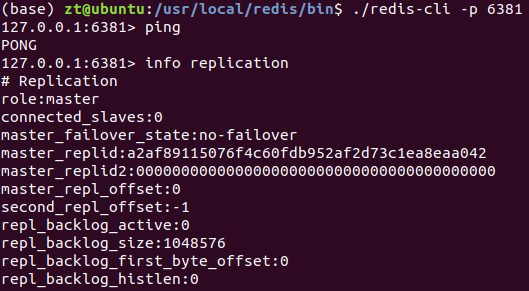 (base) zt@ubuntu:/usr/local/redis/bin$ ./redis-cli -p 6381
127.0.0.1:6381> ping
PONG
127.0.0.1:6381> info replication
# Replication
role:master
connected_slaves:0
master_failover_state:no-failover
master_replid:a2af89115076f4c60fdb952af2d73c1ea8eaa042
master_replid2:0000000000000000000000000000000000000000
master_repl_offset:0
second_repl_offset:-1
repl_backlog_active:0
repl_backlog_size:1048576
repl_backlog_first_byte_offset:0
repl_backlog_histlen:0